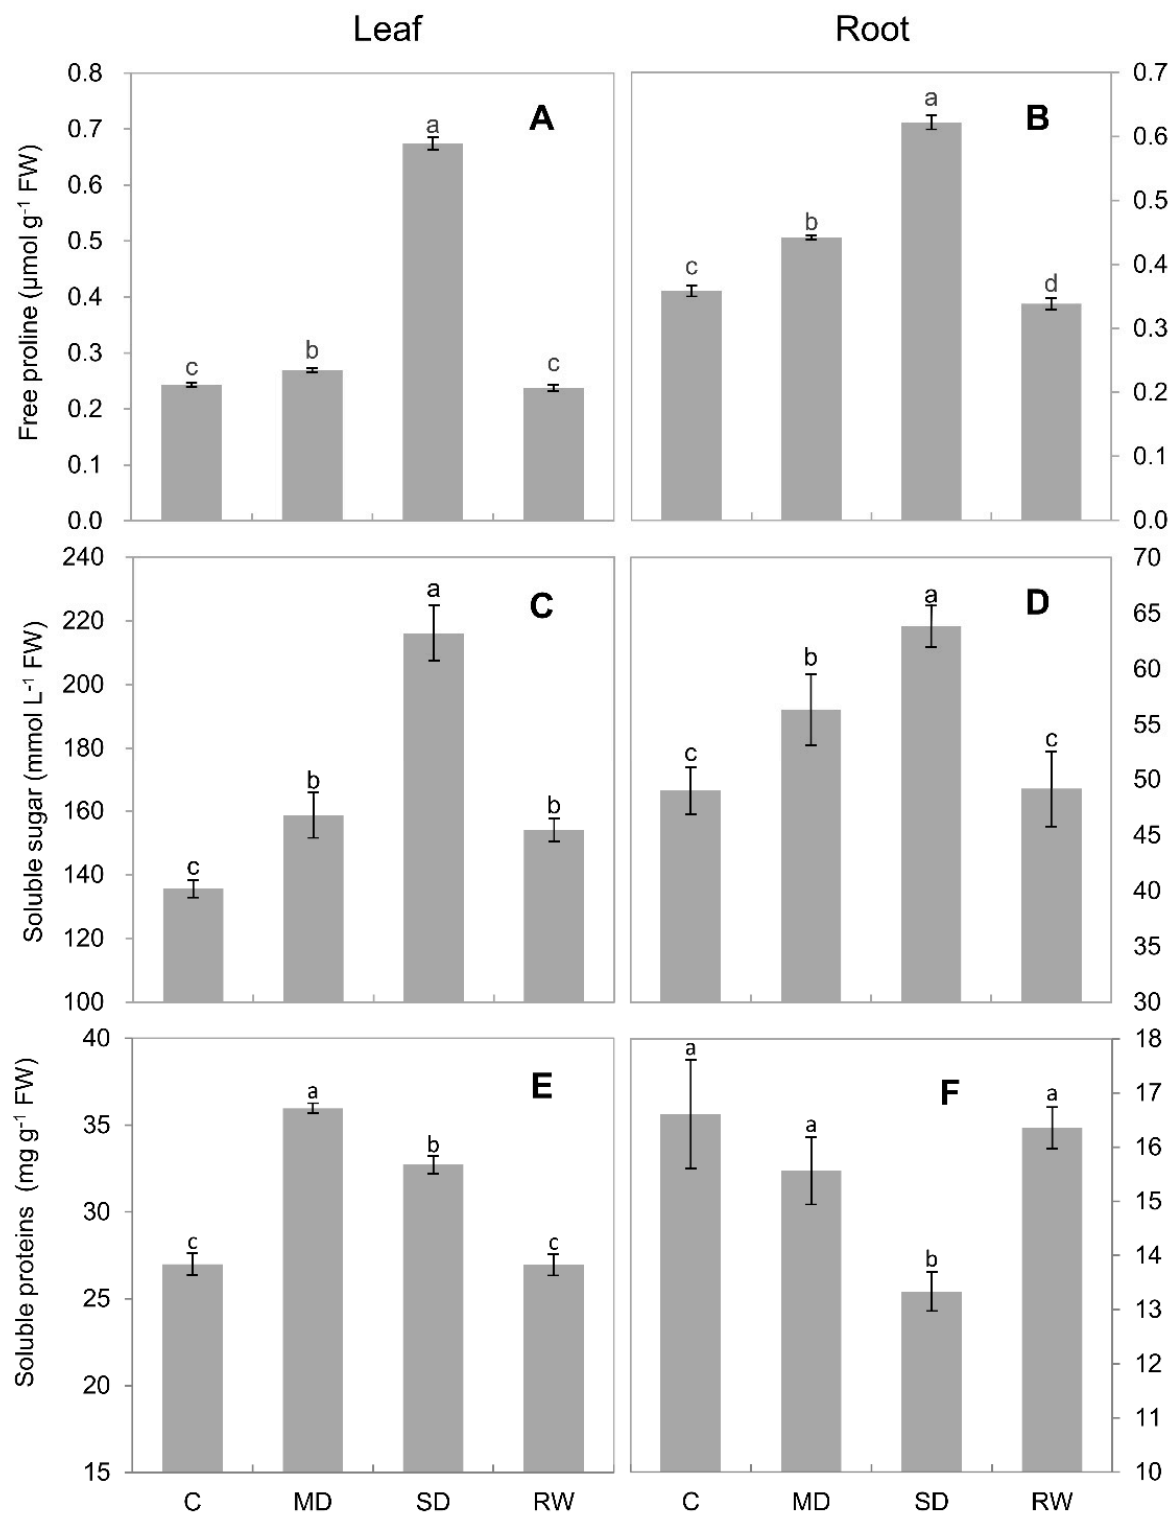 Leaf
Root
Free proline (μmol g⁻¹ FW)
0.8
0.7
0.6
0.5
0.4
0.3
0.2
0.1
0.0
A
c
b
a
c
B
c
b
a
d
0.7
0.6
0.5
0.4
0.3
0.2
0.1
0.0
Soluble sugar (mmol L⁻¹ FW)
240
220
200
180
160
140
120
100
C
c
b
a
b
D
c
b
a
c
70
65
60
55
50
45
40
35
30
Soluble proteins (mg g⁻¹ FW)
40
35
30
25
20
15
E
c
a
b
c
F
a
a
b
a
18
17
16
15
14
13
12
11
10
C MD SD RW
C MD SD RW